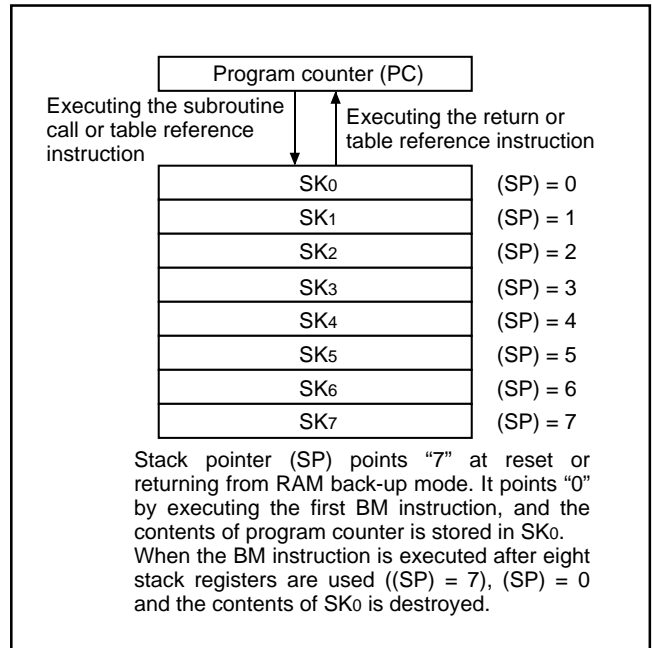 Program counter (PC)
Executing the subroutine
call or table reference
instruction
Executing the return or
table reference instruction
SK0 (SP) = 0
SK1 (SP) = 1
SK2 (SP) = 2
SK3 (SP) = 3
SK4 (SP) = 4
SK5 (SP) = 5
SK6 (SP) = 6
SK7 (SP) = 7
Stack pointer (SP) points “7” at reset or
returning from RAM back-up mode. It points “0”
by executing the first BM instruction, and the
contents of program counter is stored in SK0.
When the BM instruction is executed after eight
stack registers are used ((SP) = 7), (SP) = 0
and the contents of SK0 is destroyed.